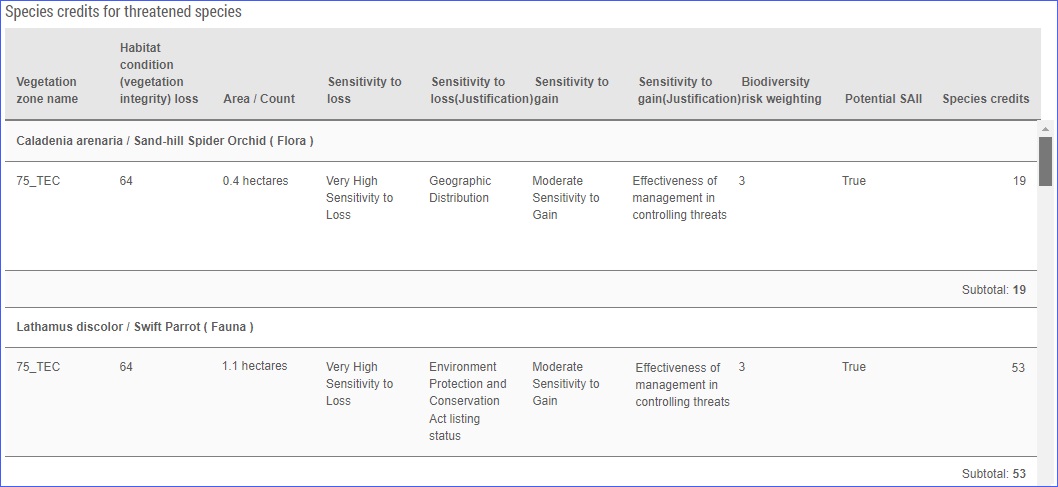 Species credits for threatened species
Vegetation
zone name
Habitat
condition
(vegetation
integrity) loss
Area / Count
Sensitivity to
loss
Sensitivity to
loss(Justification)
Sensitivity to
gain
Sensitivity to
gain(Justification)
Biodiversity
risk weighting
Potential SAII
Species credits
Caladenia arenaria / Sand-hill Spider Orchid ( Flora )
75_TEC
64
0.4 hectares
Very High
Sensitivity to
Loss
Geographic
Distribution
Moderate
Sensitivity to
Gain
Effectiveness of
management in
controlling threats
3
True
19
Subtotal: 19
Lathamus discolor / Swift Parrot ( Fauna )
75_TEC
64
1.1 hectares
Very High
Sensitivity to
Loss
Environment
Protection and
Conservation
Act listing
status
Moderate
Sensitivity to
Gain
Effectiveness of
management in
controlling threats
3
True
53
Subtotal: 53